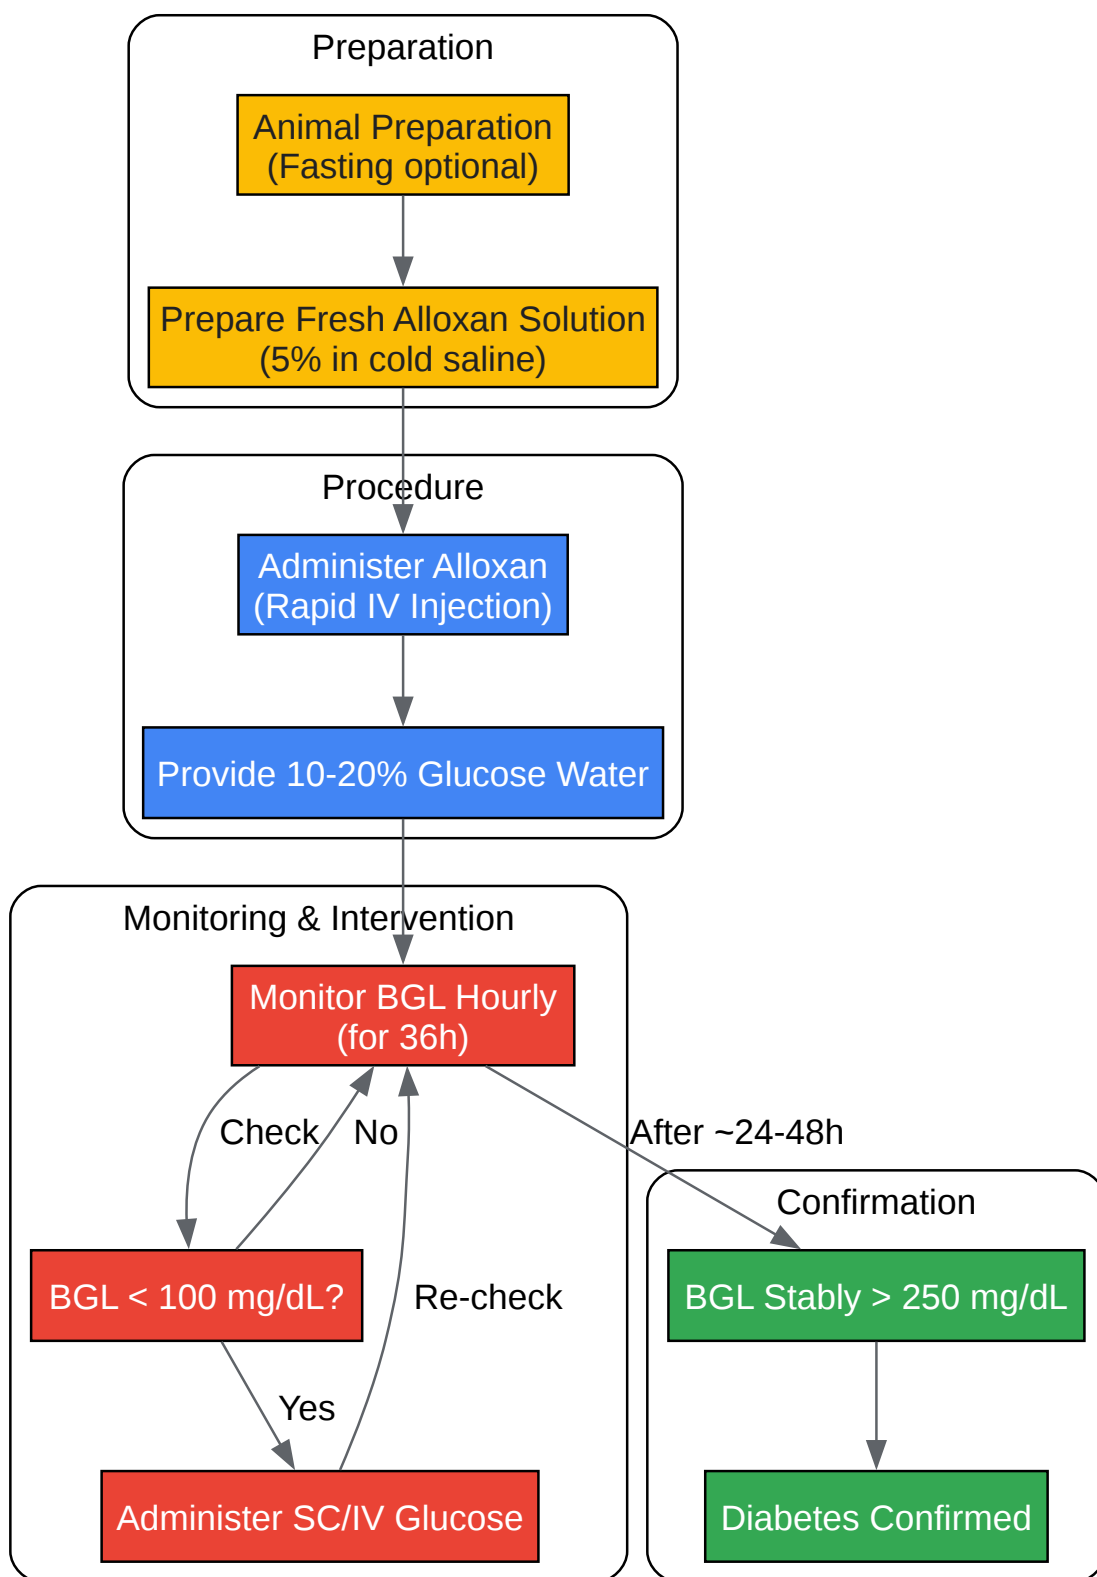 Preparation
Animal Preparation
(Fasting optional)
Prepare Fresh Alloxan Solution
(5% in cold saline)
Procedure
Administer Alloxan
(Rapid IV Injection)
Provide 10-20% Glucose Water
Monitoring & Intervention
Monitor BGL Hourly
(for 36h)
Check
No
After ~24-48h
Confirmation
BGL < 100 mg/dL?
Re-check
BGL Stably > 250 mg/dL
Yes
Administer SC/IV Glucose
Diabetes Confirmed